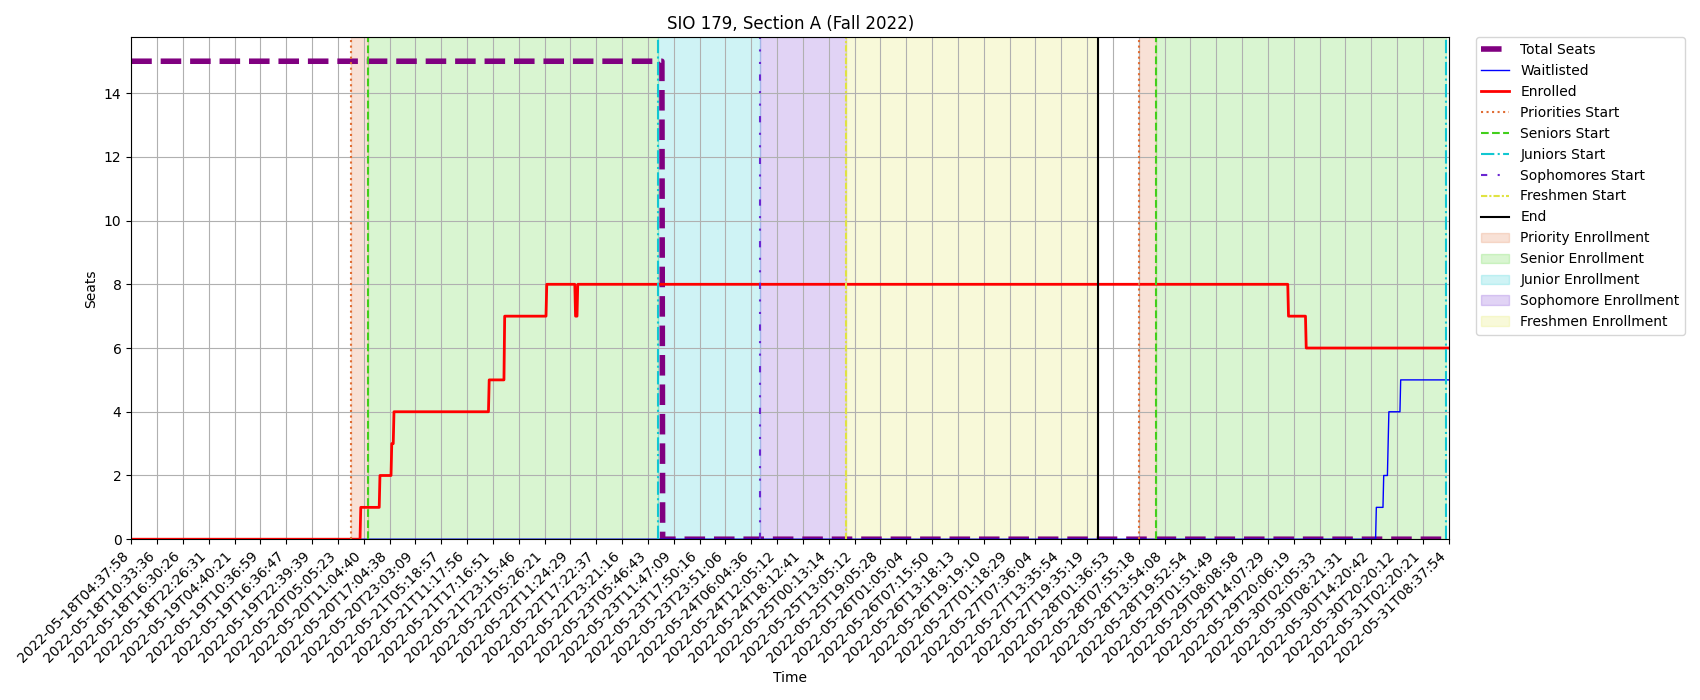 SIO 179, Section A (Fall 2022)
Seats
14
12
10
8
6
4
2
0
2022-05-18T04:37:58
2022-05-18T10:33:36
2022-05-18T16:30:26
2022-05-18T22:26:31
2022-05-19T04:40:21
2022-05-19T10:36:59
2022-05-19T16:36:47
2022-05-19T22:39:39
2022-05-20T05:05:23
2022-05-20T11:04:40
2022-05-20T17:04:38
2022-05-20T23:03:09
2022-05-21T05:18:57
2022-05-21T11:17:56
2022-05-21T17:16:51
2022-05-21T23:15:46
2022-05-22T05:26:21
2022-05-22T11:24:29
2022-05-22T17:22:37
2022-05-22T23:21:16
2022-05-23T05:46:43
2022-05-23T11:47:09
2022-05-23T17:50:16
2022-05-23T23:51:06
2022-05-24T06:04:36
2022-05-24T12:05:12
2022-05-24T18:12:41
2022-05-25T00:13:14
2022-05-25T13:05:12
2022-05-25T19:05:28
2022-05-26T01:05:04
2022-05-26T07:15:50
2022-05-26T13:18:13
2022-05-26T19:19:10
2022-05-27T01:18:29
2022-05-27T07:36:04
2022-05-27T13:35:54
2022-05-27T19:35:19
2022-05-28T01:36:53
2022-05-28T07:55:18
2022-05-28T13:54:08
2022-05-28T19:52:54
2022-05-29T01:51:49
2022-05-29T08:08:58
2022-05-29T14:07:29
2022-05-29T20:06:19
2022-05-30T02:05:33
2022-05-30T08:21:31
2022-05-30T14:20:42
2022-05-30T20:20:12
2022-05-31T02:20:21
2022-05-31T08:37:54
Time
Total Seats
Waitlisted
Enrolled
Priorities Start
Seniors Start
Juniors Start
Sophomores Start
Freshmen Start
End
Priority Enrollment
Senior Enrollment
Junior Enrollment
Sophomore Enrollment
Freshmen Enrollment